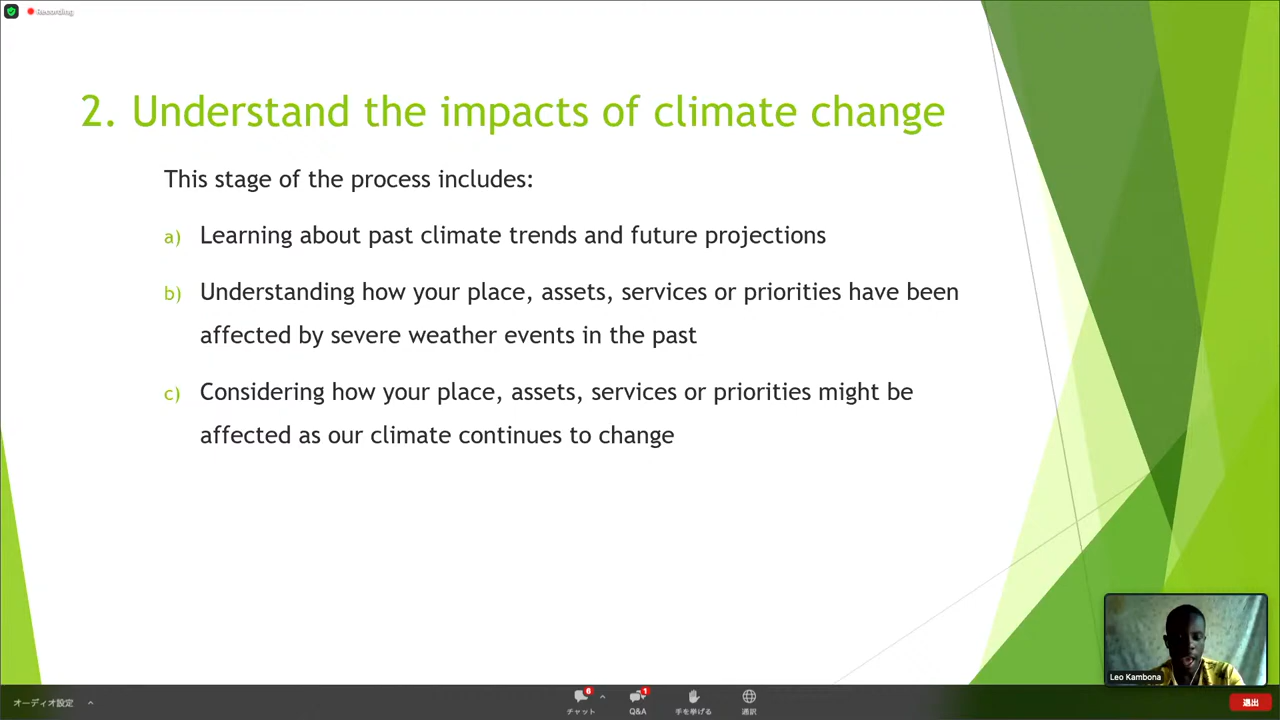 Recording
2. Understand the impacts of climate change
This stage of the process includes:
a) Learning about past climate trends and future projections
b) Understanding how your place, assets, services or priorities have been
affected by severe weather events in the past
c) Considering how your place, assets, services or priorities might be
affected as our climate continues to change
Leo Kambona
オーディオ設定
6
チャット
1
Q&A
手を挙げる
通訳
退出